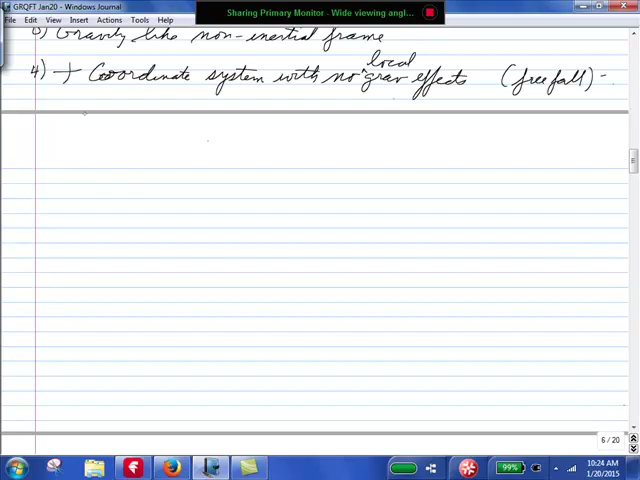 GRQFT Jan20 - Windows Journal
Sharing Primary Monitor - Wide viewing angl...
File Edit View Insert Actions Tools Help
Gravity like non-inertial frame
local
4) + Coordinate system with no ^ grav effects (free fall) -
6 / 20
99%
10:24 AM
1/20/2015